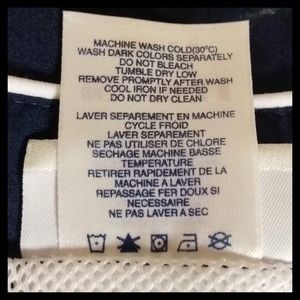 MACHINE WASH COLD(30°C)
WASH DARK COLORS SEPARATELY
DO NOT BLEACH
TUMBLE DRY LOW
REMOVE PROMPTLY AFTER WASH
COOL IRON IF NEEDED
DO NOT DRY CLEAN
LAVER SEPAREMENT EN MACHINE
CYCLE FROID
LAVER SEPAREMENT
NE PAS UTILISER DE CHLORE
SECHAGE MACHINE BASSE
TEMPERATURE
RETIRER RAPIDEMENT DE LA
MACHINE A LAVER
REPASSAGE FER DOUX SI
NECESSAIRE
NE PAS LAVER A SEC